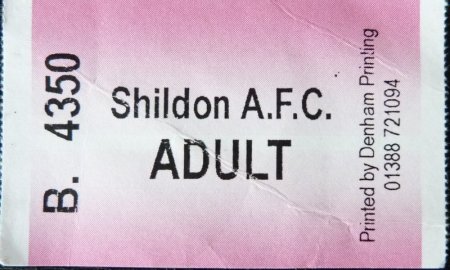 B. 4350
Shildon A.F.C.
ADULT
Printed by Denham Printing
01388 721094